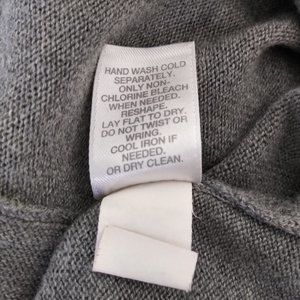 HAND WASH COLD
SEPARATELY.
ONLY NON-
CHLORINE BLEACH
WHEN NEEDED.
RESHAPE.
LAY FLAT TO DRY.
DO NOT TWIST OR
WRING.
COOL IRON IF
NEEDED.
OR DRY CLEAN.